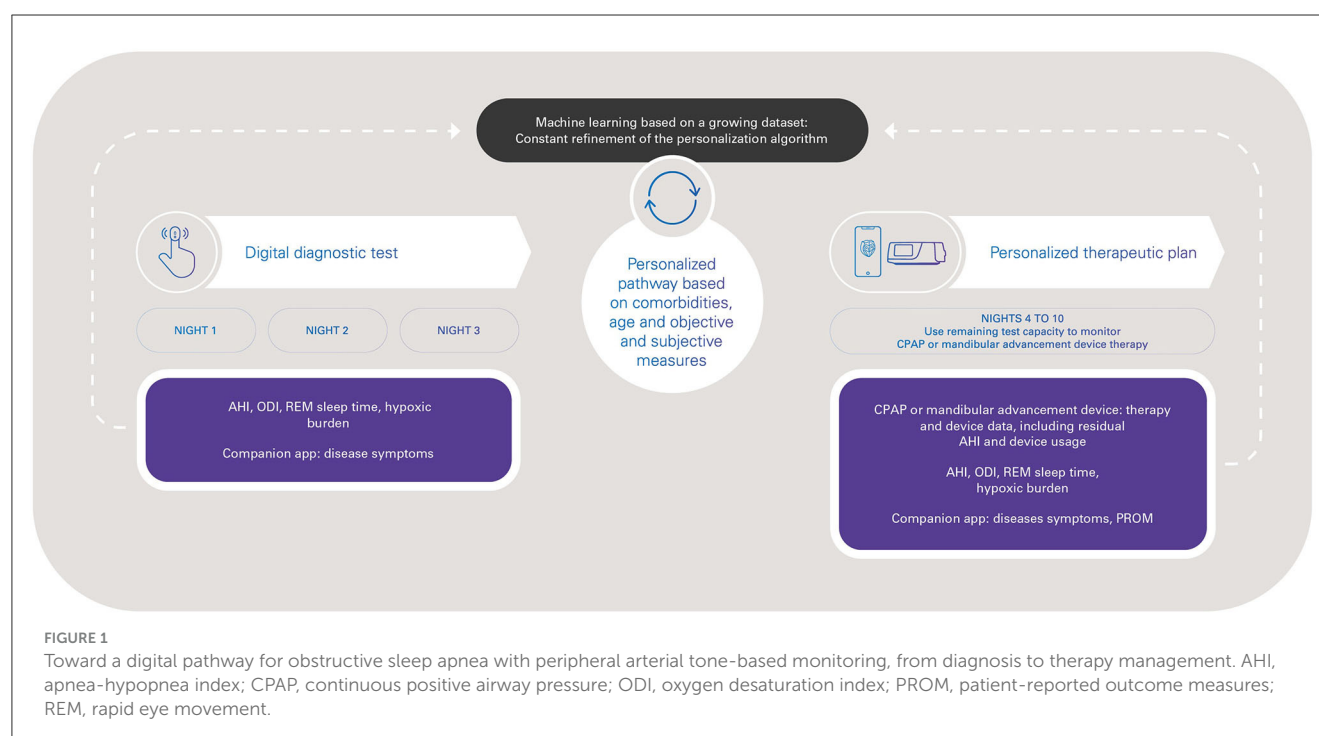 Machine learning based on a growing dataset:
Constant refinement of the personalization algorithm
Digital diagnostic test
NIGHT 1
NIGHT 2
NIGHT 3
AHI, ODI, REM sleep time, hypoxic
burden
Companion app: disease symptoms
Personalized
pathway based
on comorbidities,
age and objective
and subjective
measures
Personalized therapeutic plan
NIGHTS 4 TO 10
Use remaining test capacity to monitor
CPAP or mandibular advancement device therapy
CPAP or mandibular advancement device: therapy
and device data, including residual
AHI and device usage
AHI, ODI, REM sleep time,
hypoxic burden
Companion app: diseases symptoms, PROM
FIGURE 1
Toward a digital pathway for obstructive sleep apnea with peripheral arterial tone-based monitoring, from diagnosis to therapy management. AHI,
apnea-hypopnea index; CPAP, continuous positive airway pressure; ODI, oxygen desaturation index; PROM, patient-reported outcome measures;
REM, rapid eye movement.